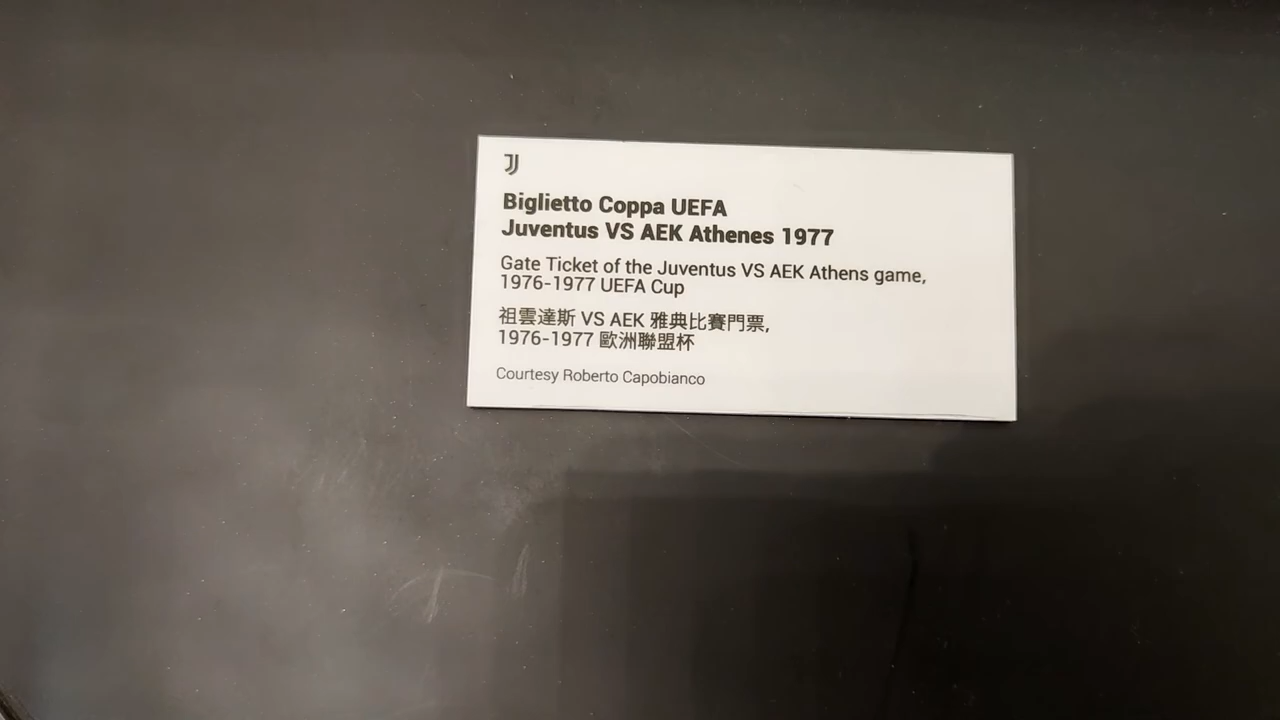 Biglietto Coppa UEFA
Juventus VS AEK Athenes 1977
Gate Ticket of the Juventus VS AEK Athens game,
1976-1977 UEFA Cup
祖雲達斯 VS AEK 雅典比賽門票,
1976-1977 歐洲聯盟杯
Courtesy Roberto Capobianco